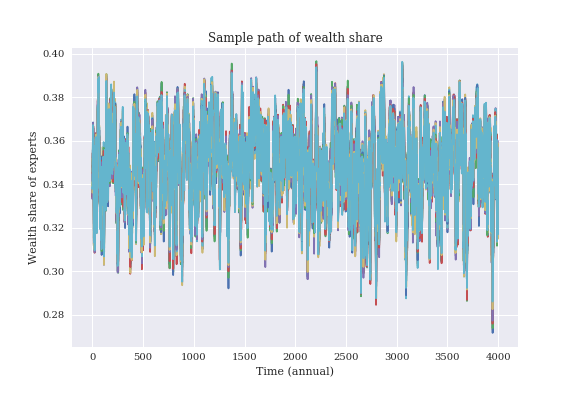 Sample path of wealth share
0.40
0.38
0.36
0.34
0.32
0.30
0.28
Wealth share of experts
0 500 1000 1500 2000 2500 3000 3500 4000
Time (annual)